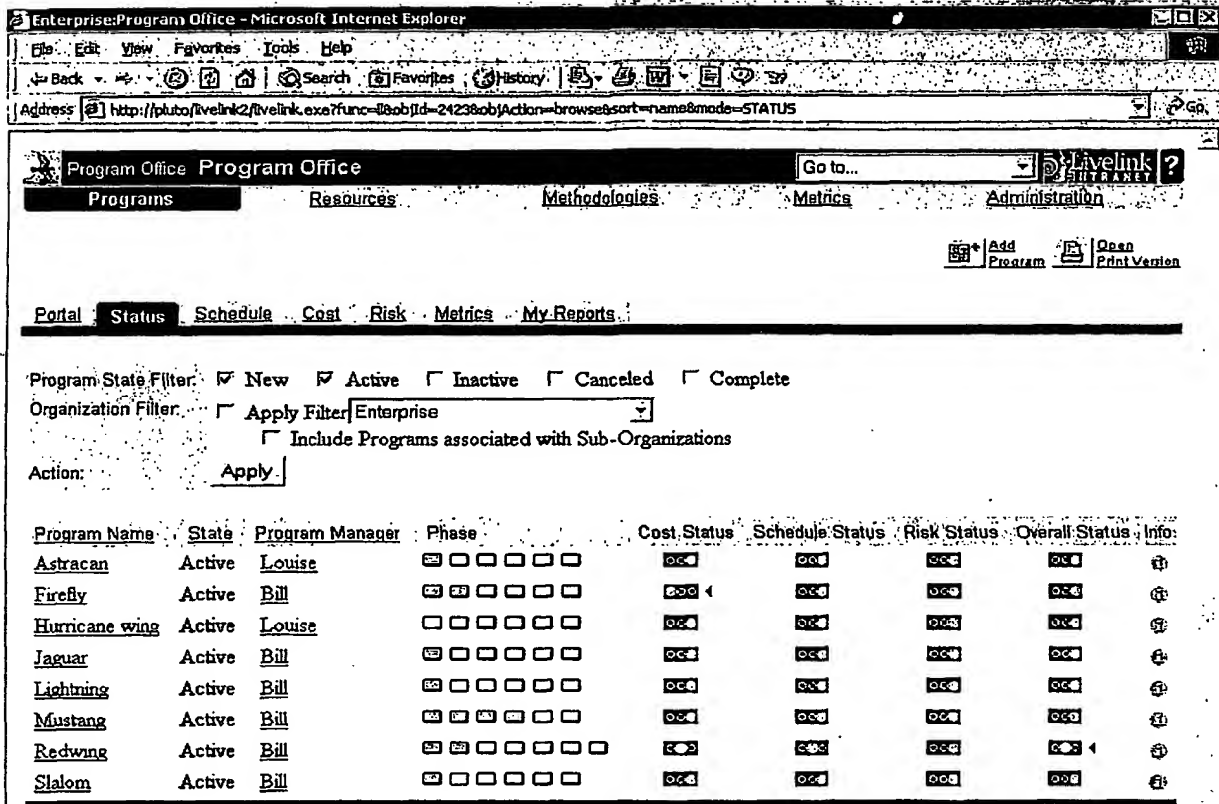 Enterprise:Program Office - Microsoft Internet Explorer
File Edit View Favorites Tools Help
Back Search Favorites History
Address http://pluto/livelink2/livelink.exe?func=ll&objId=2423&objAction=browse&sort=name&mode=STATUS Go
Program Office Program Office Go to... Livelink INTRANET ?
Programs Resources Methodologies Metrics Administration
Add Program Open Print Version
Portal Status Schedule Cost Risk Metrics My Reports
Program State Filter: New Active Inactive Canceled Complete
Organization Filter: Apply Filter Enterprise
Include Programs associated with Sub-Organizations
Action: Apply
Program Name State Program Manager Phase Cost Status Schedule Status Risk Status Overall Status Info:
Astracan Active Louise
Firefly Active Bill
Hurricane wing Active Louise
Jaguar Active Bill
Lightning Active Bill
Mustang Active Bill
Redwing Active Bill
Slalom Active Bill